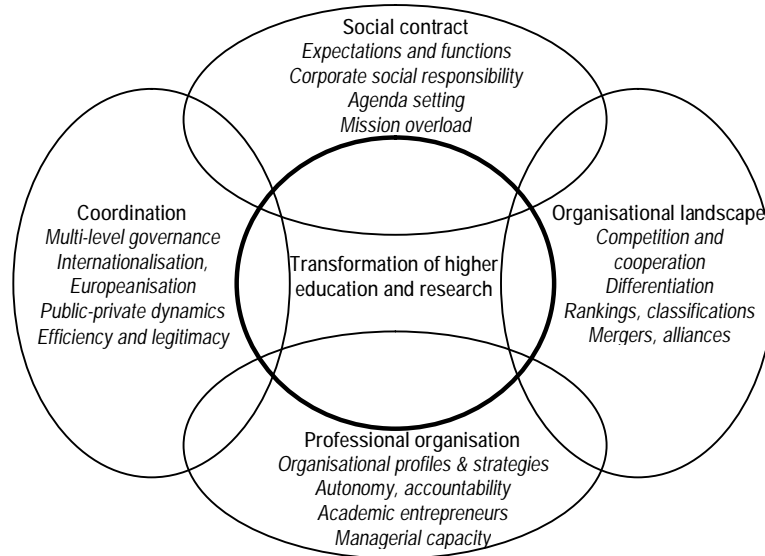 Social contract
Expectations and functions
Corporate social responsibility
Agenda setting
Mission overload
Coordination
Multi-level governance
Internationalisation,
Europeanisation
Public-private dynamics
Efficiency and legitimacy
Transformation of higher
education and research
Organisational landscape
Competition and
cooperation
Differentiation
Rankings, classifications
Mergers, alliances
Professional organisation
Organisational profiles & strategies
Autonomy, accountability
Academic entrepreneurs
Managerial capacity